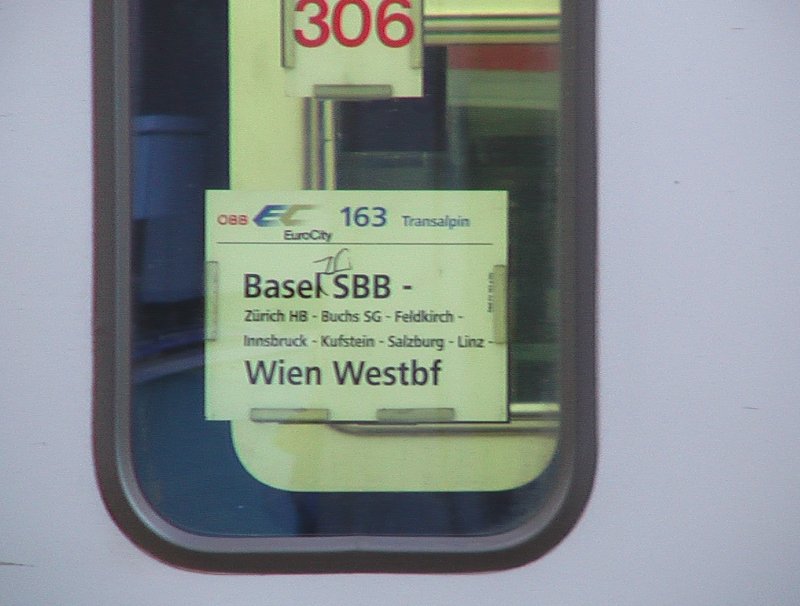 306
ÖBB EC 163 Transalpin
EuroCity
Basel SBB -
Zürich HB - Buchs SG - Feldkirch -
Innsbruck - Kufstein - Salzburg - Linz -
Wien Westbf